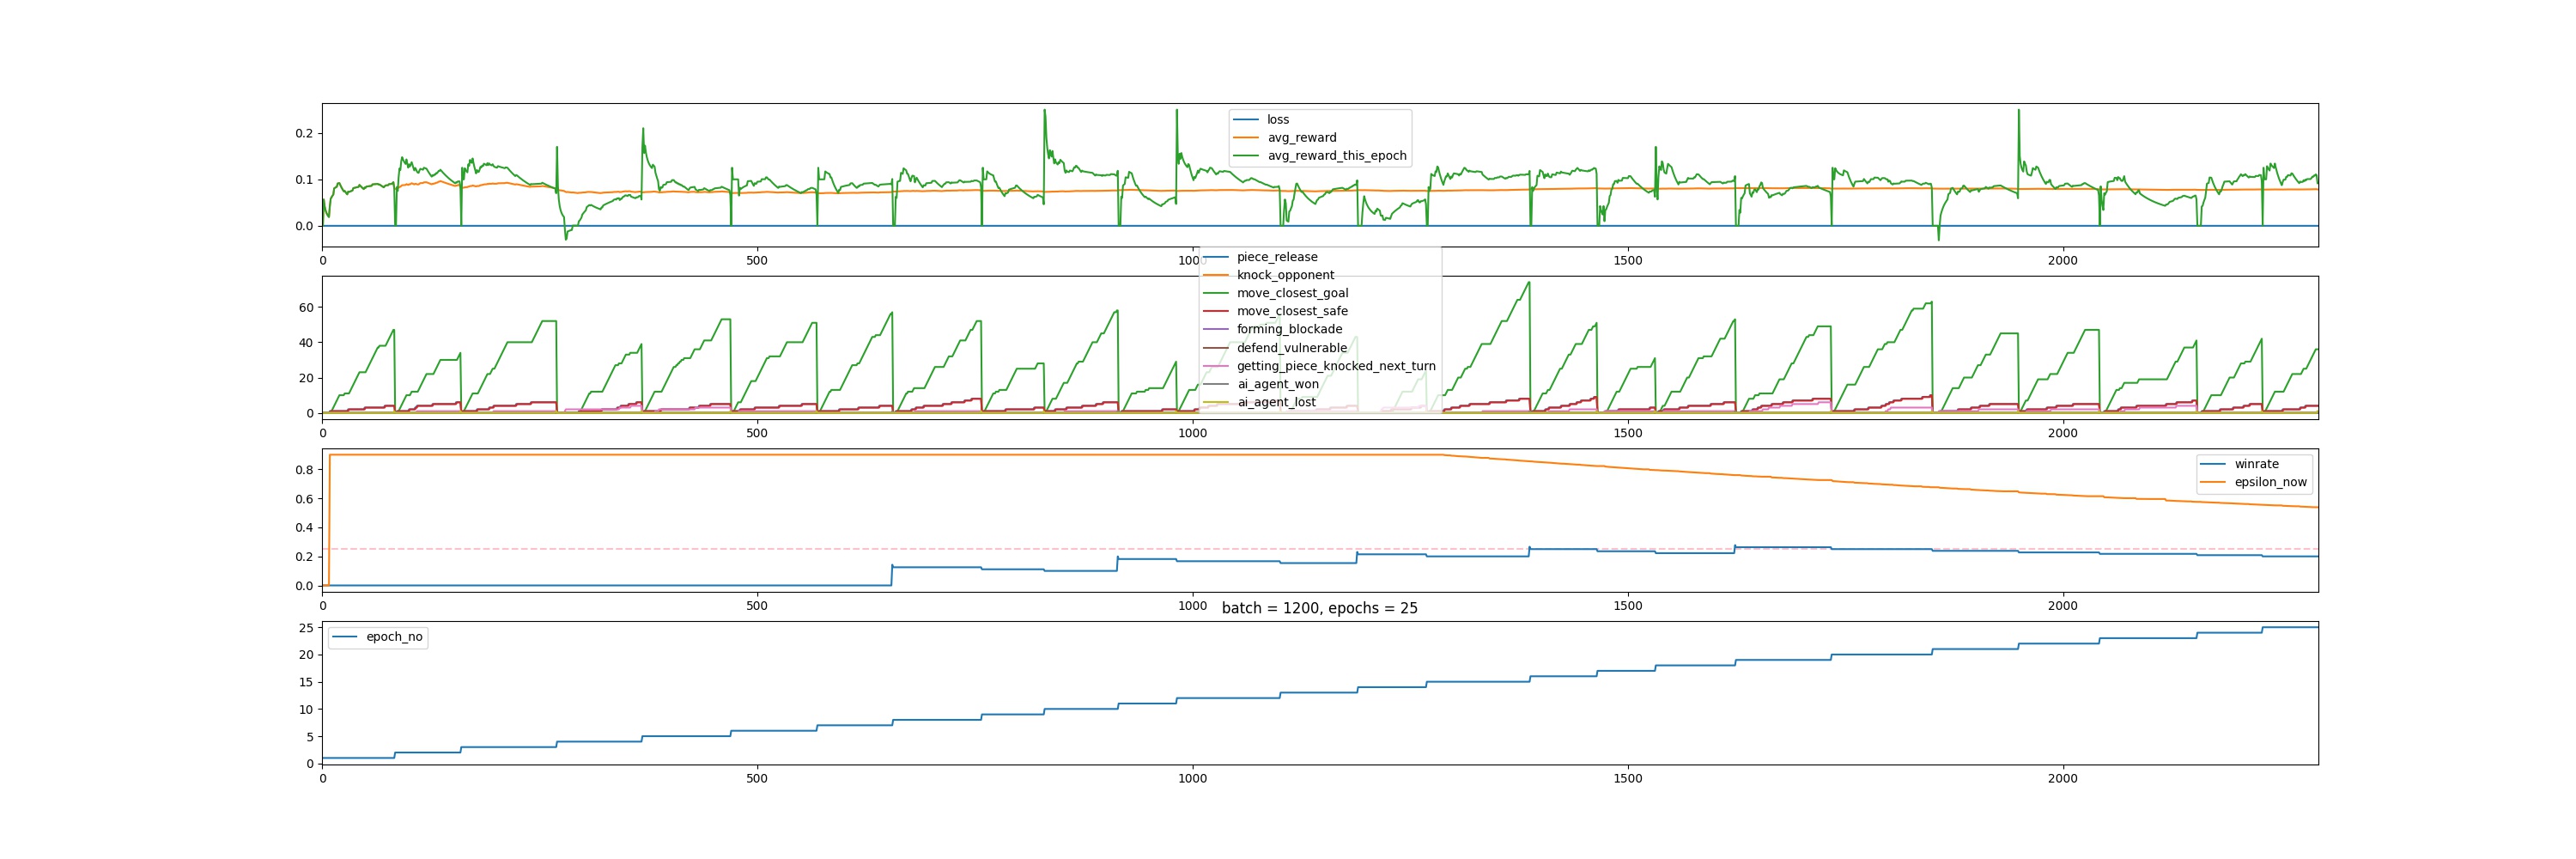 0.2
0.1
0.0
loss
avg_reward
avg_reward_this_epoch
0 500 1000 1500 2000
60
40
20
0
piece_release
knock_opponent
move_closest_goal
move_closest_safe
forming_blockade
defend_vulnerable
getting_piece_knocked_next_turn
ai_agent_won
ai_agent_lost
0 500 1000 1500 2000
0.8
0.6
0.4
0.2
0.0
winrate
epsilon_now
0 500 1000 1500 2000
batch = 1200, epochs = 25
25
20
15
10
5
0
epoch_no
0 500 1000 1500 2000